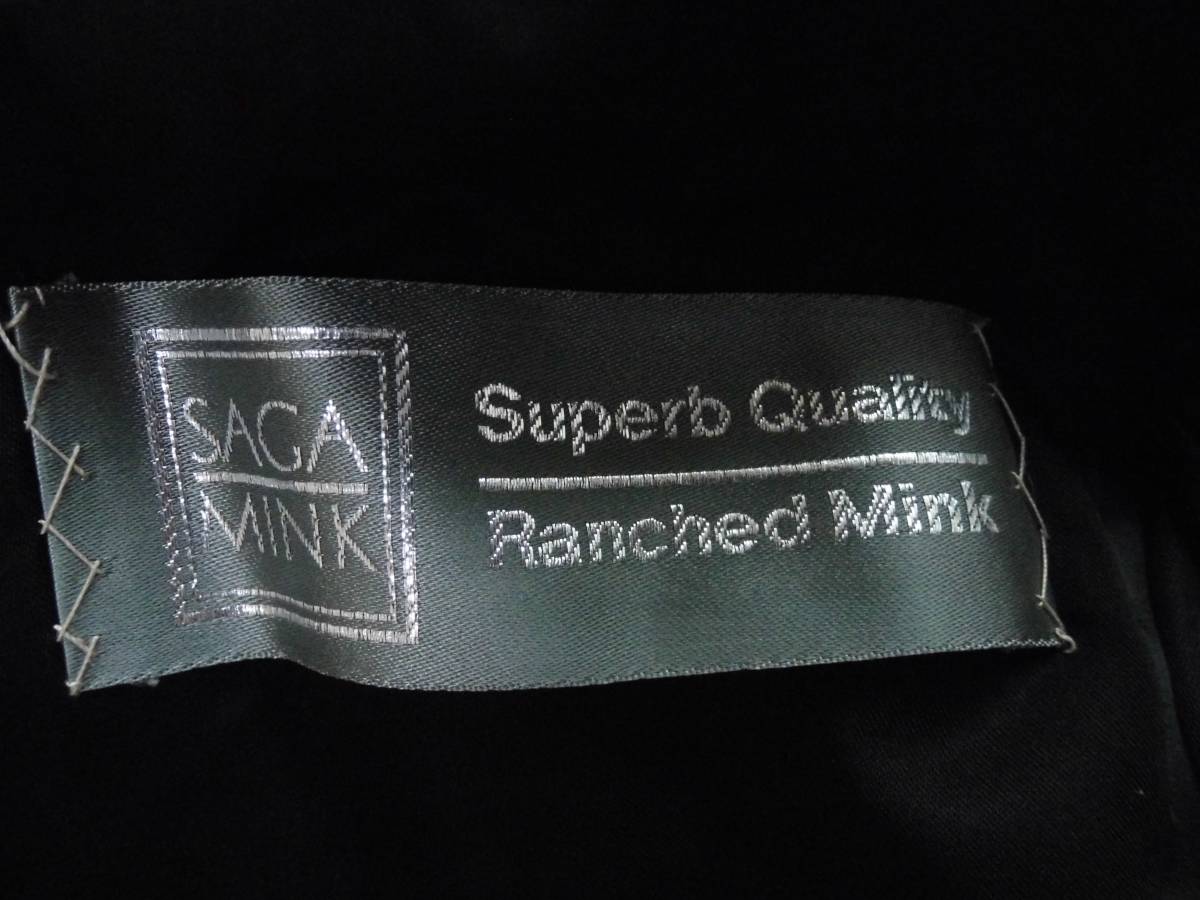 SAGA
MINK
Superb Quality
Ranched Mink